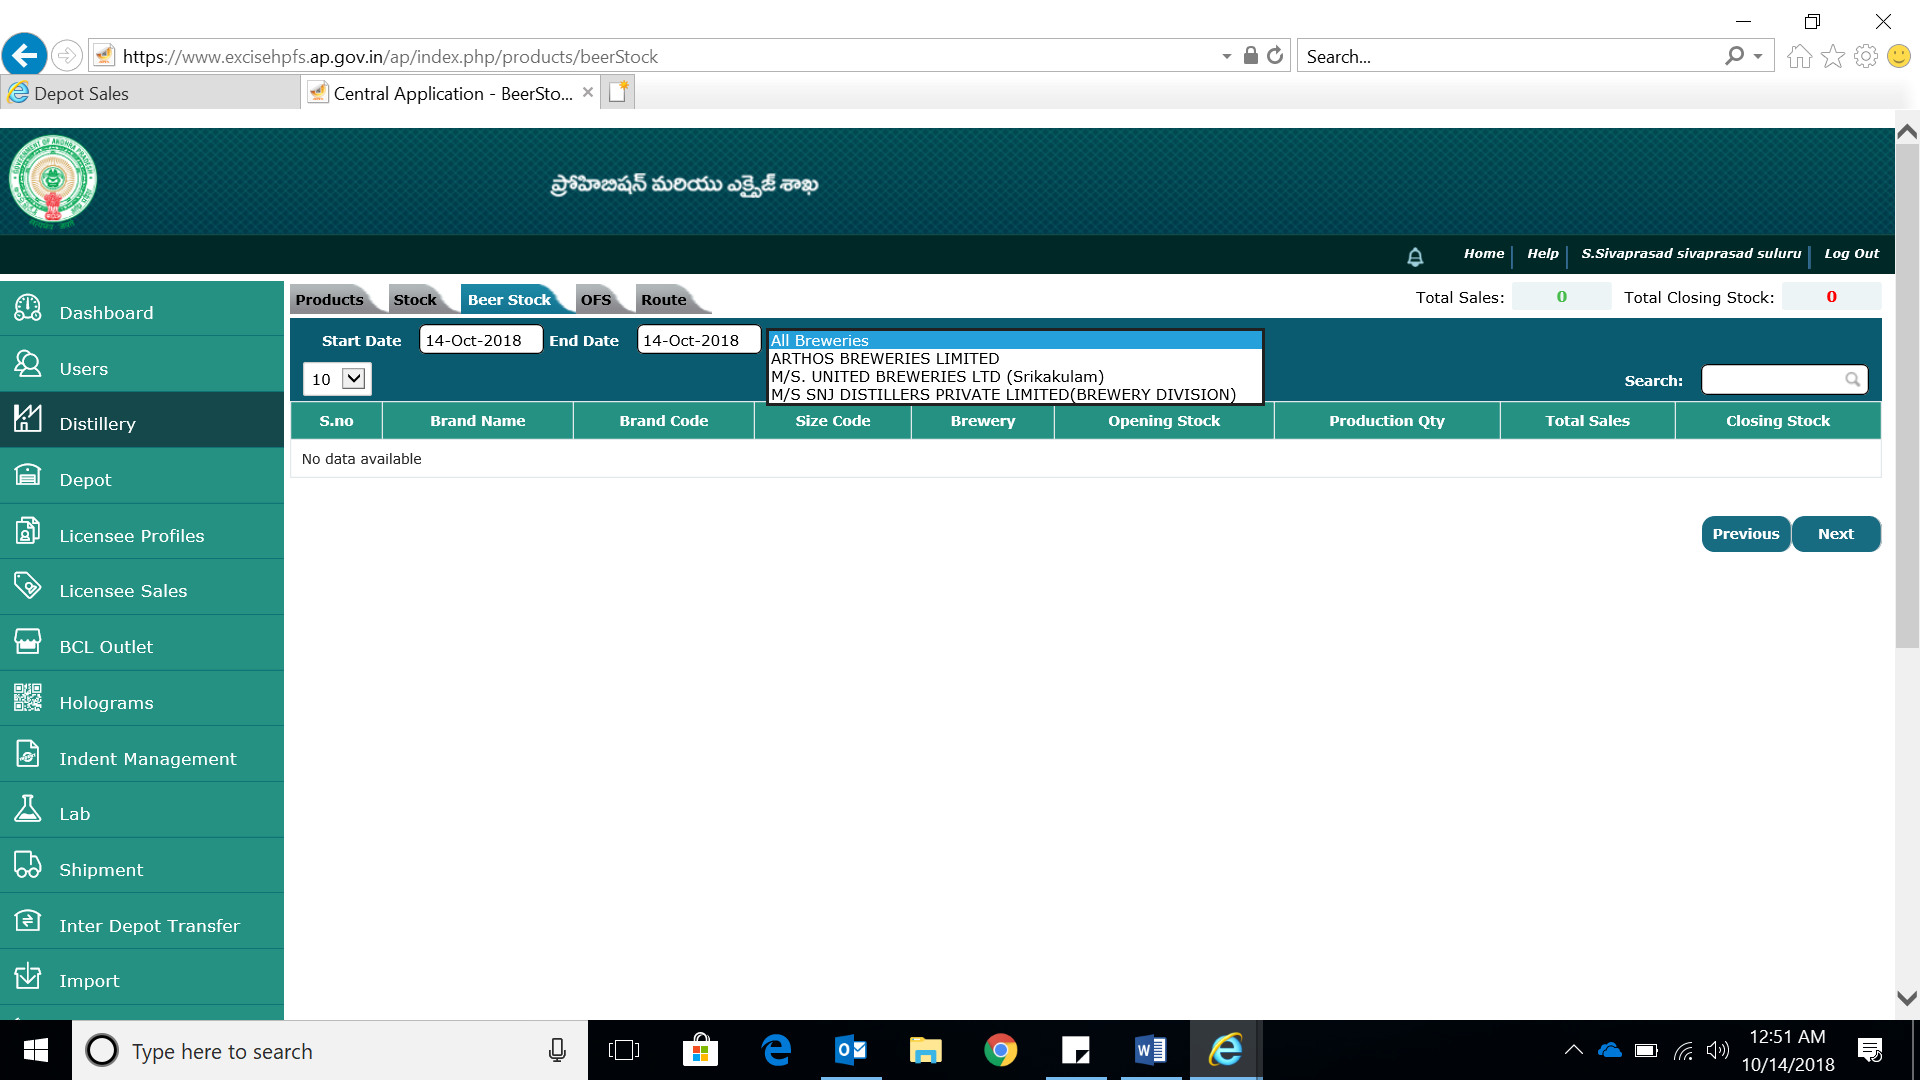 https://www.excisehpfs.ap.gov.in/ap/index.php/products/beerStock
Search...
Depot Sales
Central Application - BeerSto...
ప్రోహిబిషన్ మరియు ఎక్సైజ్ శాఖ
Home
Help
S.Sivaprasad sivaprasad suluru
Log Out
Dashboard
Users
Distillery
Depot
Licensee Profiles
Licensee Sales
BCL Outlet
Holograms
Indent Management
Lab
Shipment
Inter Depot Transfer
Import
Products
Stock
Beer Stock
OFS
Route
Total Sales: 0
Total Closing Stock: 0
Start Date 14-Oct-2018
End Date 14-Oct-2018
All Breweries
ARTHOS BREWERIES LIMITED
M/S. UNITED BREWERIES LTD (Srikakulam)
M/S SNJ DISTILLERS PRIVATE LIMITED(BREWERY DIVISION)
10
Search:
S.no Brand Name Brand Code Size Code Brewery Opening Stock Production Qty Total Sales Closing Stock
No data available
Previous
Next
Type here to search
12:51 AM
10/14/2018